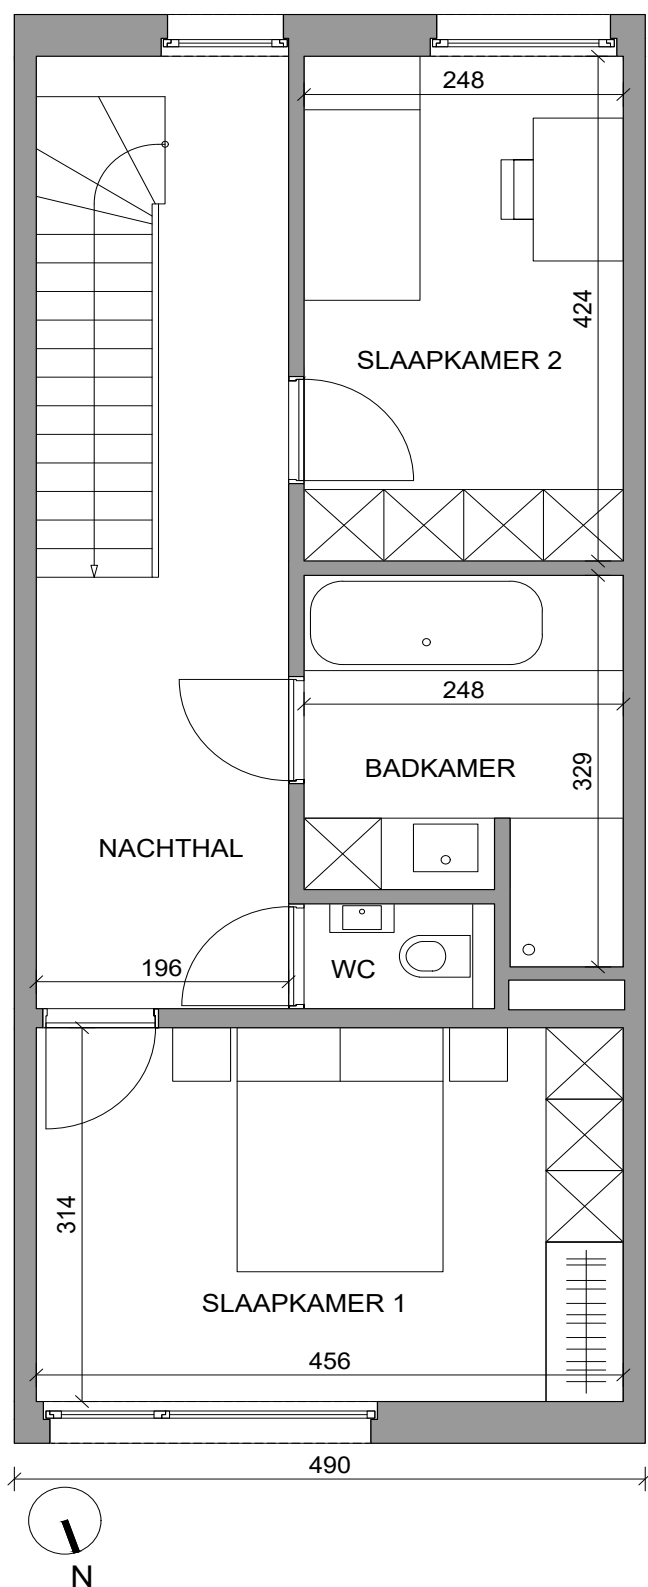 248
424
SLAAPKAMER 2
248
BADKAMER
329
NACHTHAL
196
WC
314
SLAAPKAMER 1
456
490
N